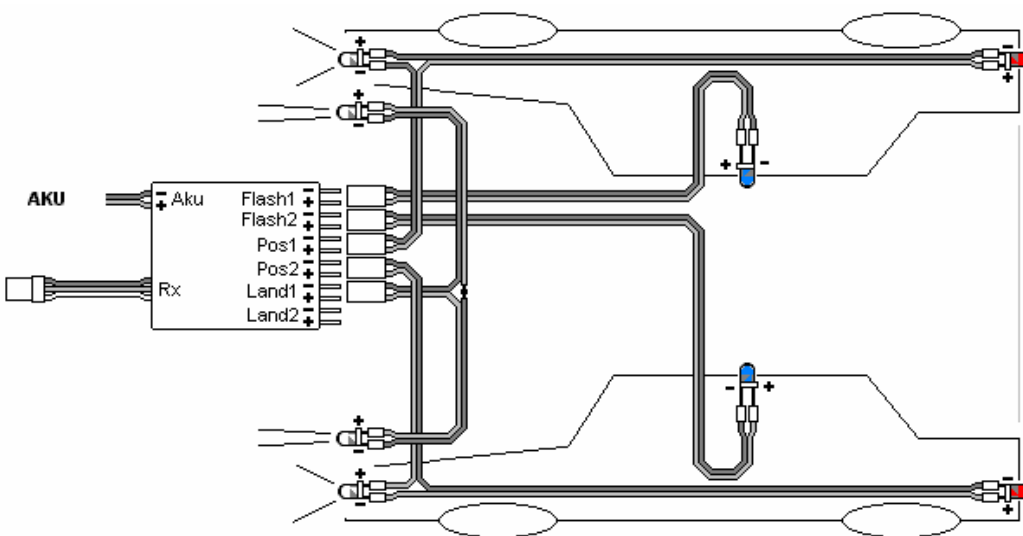 AKU
Aku
Rx
Flash1
Flash2
Pos1
Pos2
Land1
Land2